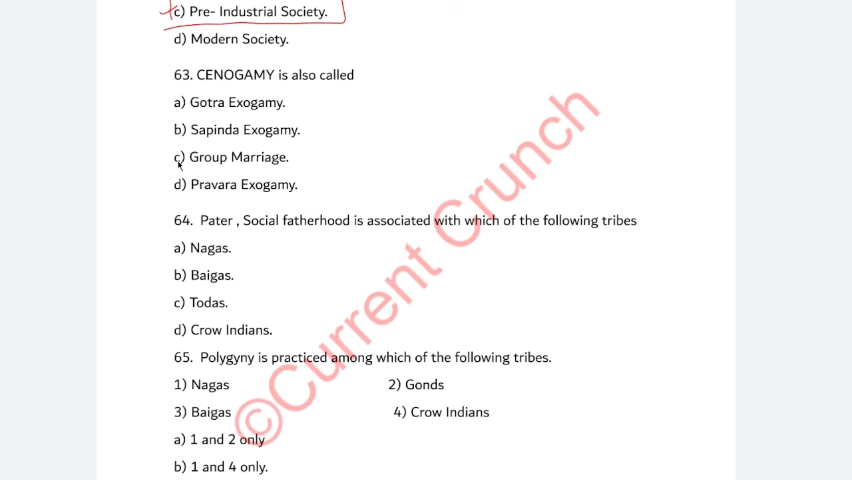 c) Pre- Industrial Society.
d) Modern Society.
63. CENOGAMY is also called
a) Gotra Exogamy.
b) Sapinda Exogamy.
c) Group Marriage.
d) Pravara Exogamy.
64. Pater , Social fatherhood is associated with which of the following tribes
a) Nagas.
b) Baigas.
c) Todas.
d) Crow Indians.
65. Polygyny is practiced among which of the following tribes.
1) Nagas 2) Gonds
3) Baigas 4) Crow Indians
a) 1 and 2 only
b) 1 and 4 only.
©Current Crunch